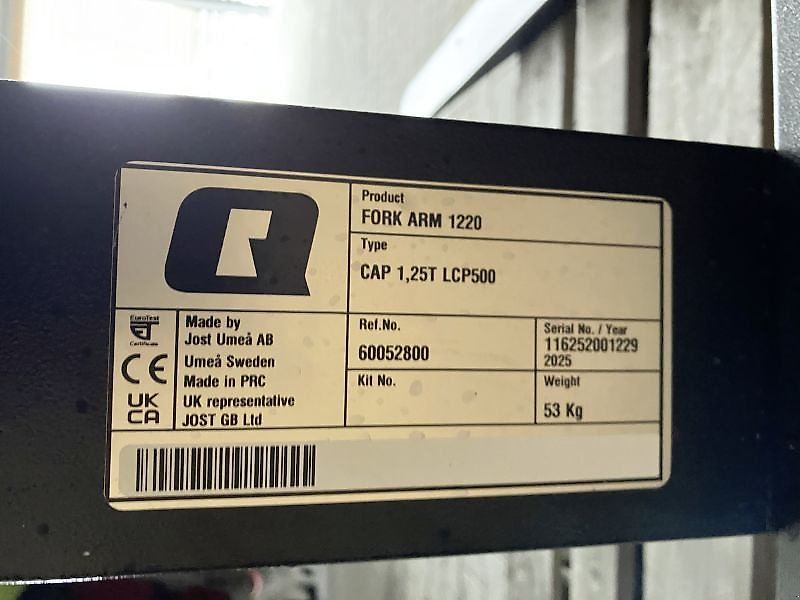 Product
FORK ARM 1220
Type
CAP 1,25T LCP500
EuroTest
Certificate
CE
UK
CA
Made by
Jost Umeå AB
Umeå Sweden
Made in PRC
UK representative
JOST GB Ltd
Ref.No.
60052800
Kit No.
Serial No. / Year
116252001229
2025
Weight
53 Kg